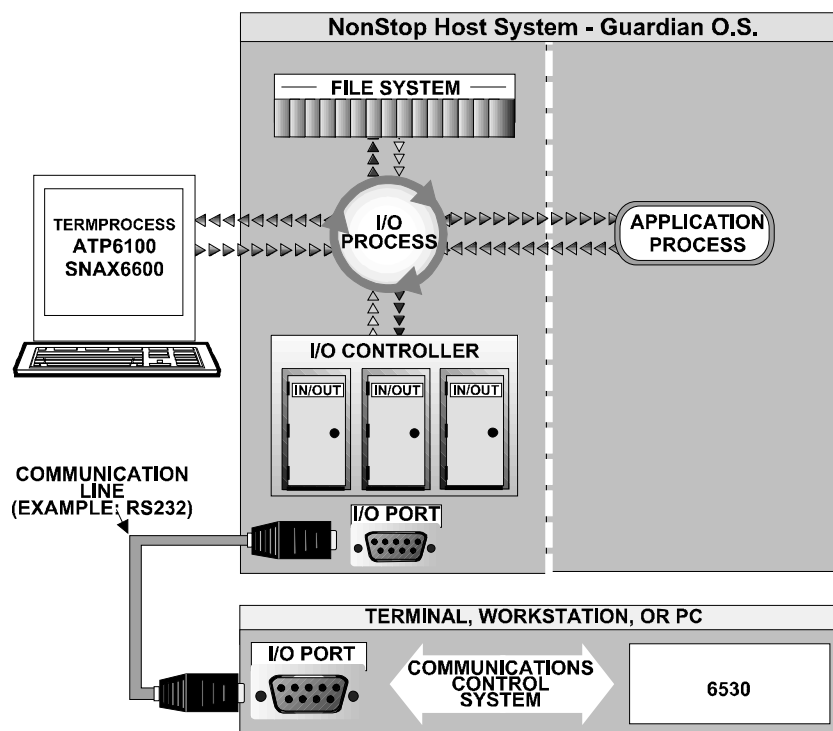 NonStop Host System - Guardian O.S.
FILE SYSTEM
TERMPROCESS
ATP6100
SNAX6600
I/O
PROCESS
APPLICATION
PROCESS
I/O CONTROLLER
IN/OUT
IN/OUT
IN/OUT
COMMUNICATION
LINE
(EXAMPLE: RS232)
I/O PORT
TERMINAL, WORKSTATION, OR PC
I/O PORT
COMMUNICATIONS
CONTROL
SYSTEM
6530